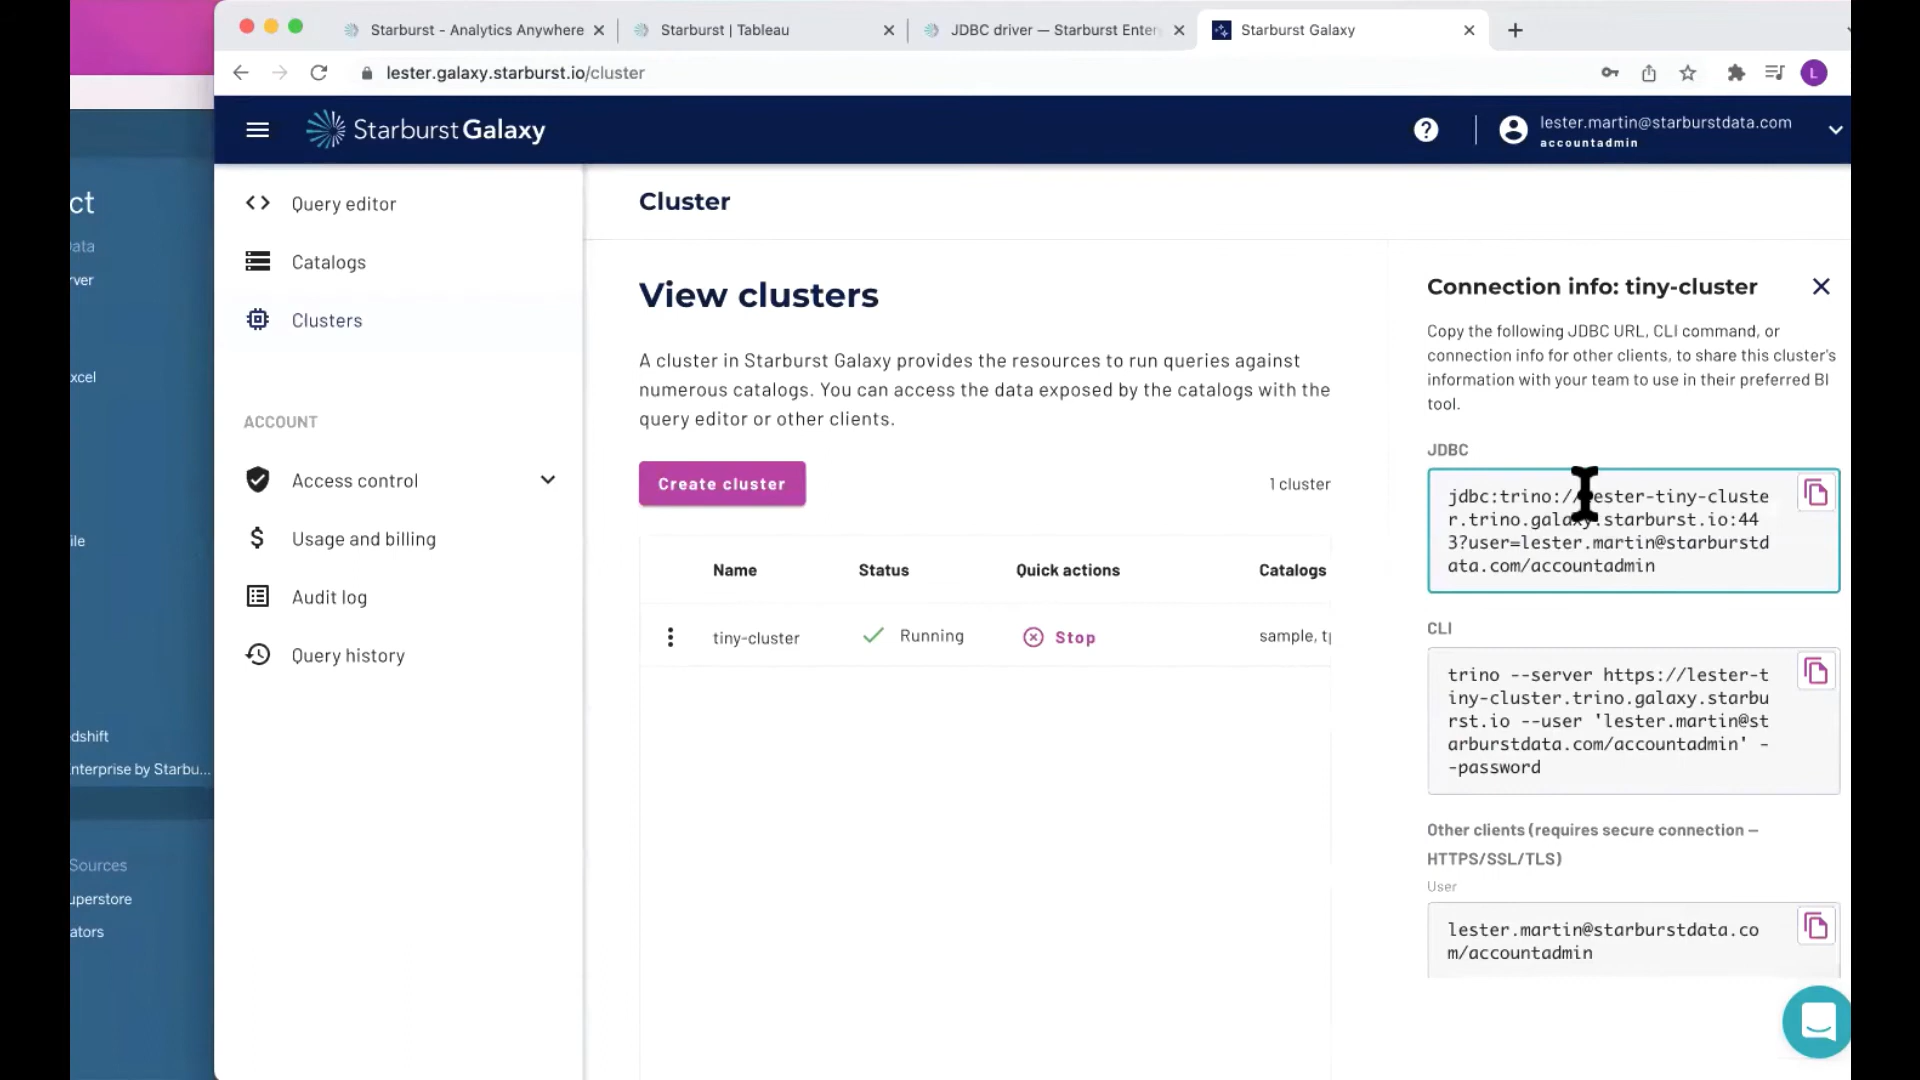 Starburst - Analytics Anywhere
Starburst | Tableau
JDBC driver — Starburst Enter
Starburst Galaxy
lester.galaxy.starburst.io/cluster
L
Starburst Galaxy
lester.martin@starburstdata.com
accountadmin
ct
ata
rver
xcel
ile
dshift
nterprise by Starbu...
Sources
uperstore
ators
Query editor
Catalogs
Clusters
ACCOUNT
Access control
Usage and billing
Audit log
Query history
Cluster
View clusters
A cluster in Starburst Galaxy provides the resources to run queries against
numerous catalogs. You can access the data exposed by the catalogs with the
query editor or other clients.
Create cluster
1 cluster
Name Status Quick actions Catalogs
tiny-cluster Running Stop sample, tp
Connection info: tiny-cluster
Copy the following JDBC URL, CLI command, or
connection info for other clients, to share this cluster's
information with your team to use in their preferred BI
tool.
JDBC
jdbc:trino://lester-tiny-cluste
r.trino.galaxy.starburst.io:44
3?user=lester.martin@starburstd
ata.com/accountadmin
CLI
trino --server https://lester-t
iny-cluster.trino.galaxy.starbu
rst.io --user 'lester.martin@st
arburstdata.com/accountadmin' -
-password
Other clients (requires secure connection —
HTTPS/SSL/TLS)
User
lester.martin@starburstdata.co
m/accountadmin